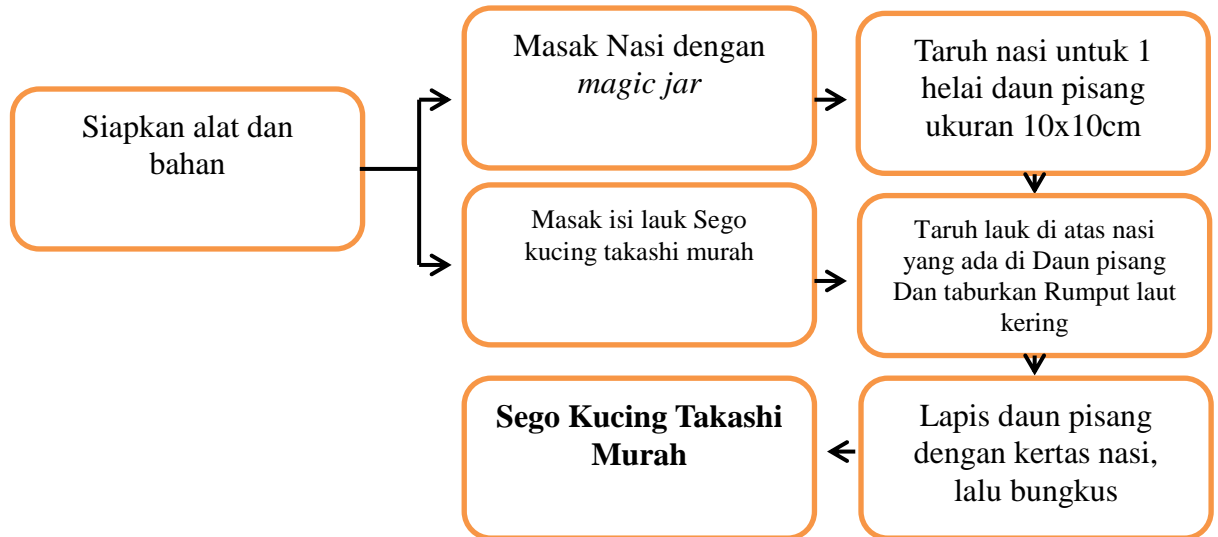 Siapkan alat dan
bahan
Masak Nasi dengan
magic jar
Taruh nasi untuk 1
helai daun pisang
ukuran 10x10cm
Masak isi lauk Sego
kucing takashi murah
Taruh lauk di atas nasi
yang ada di Daun pisang
Dan taburkan Rumput laut
kering
Lapis daun pisang
dengan kertas nasi,
lalu bungkus
Sego Kucing Takashi
Murah